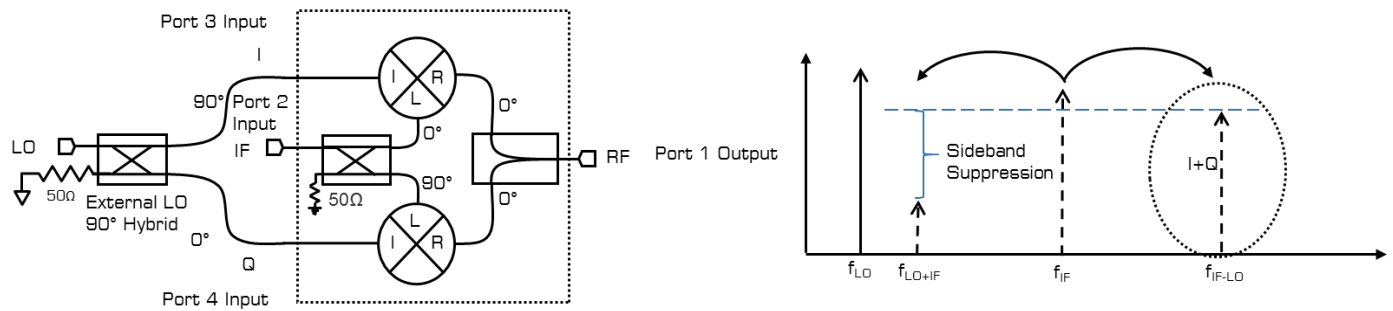 Port 3 Input
I
I
R
L
90°
Port 2
Input
0°
0°
LO
IF
RF
Port 1 Output
50Ω
External LO
90° Hybrid
50Ω
90°
0°
0°
L
I
R
Q
Port 4 Input
Sideband
Suppression
I+Q
fLO
fLO+IF
fIF
fIF-LO